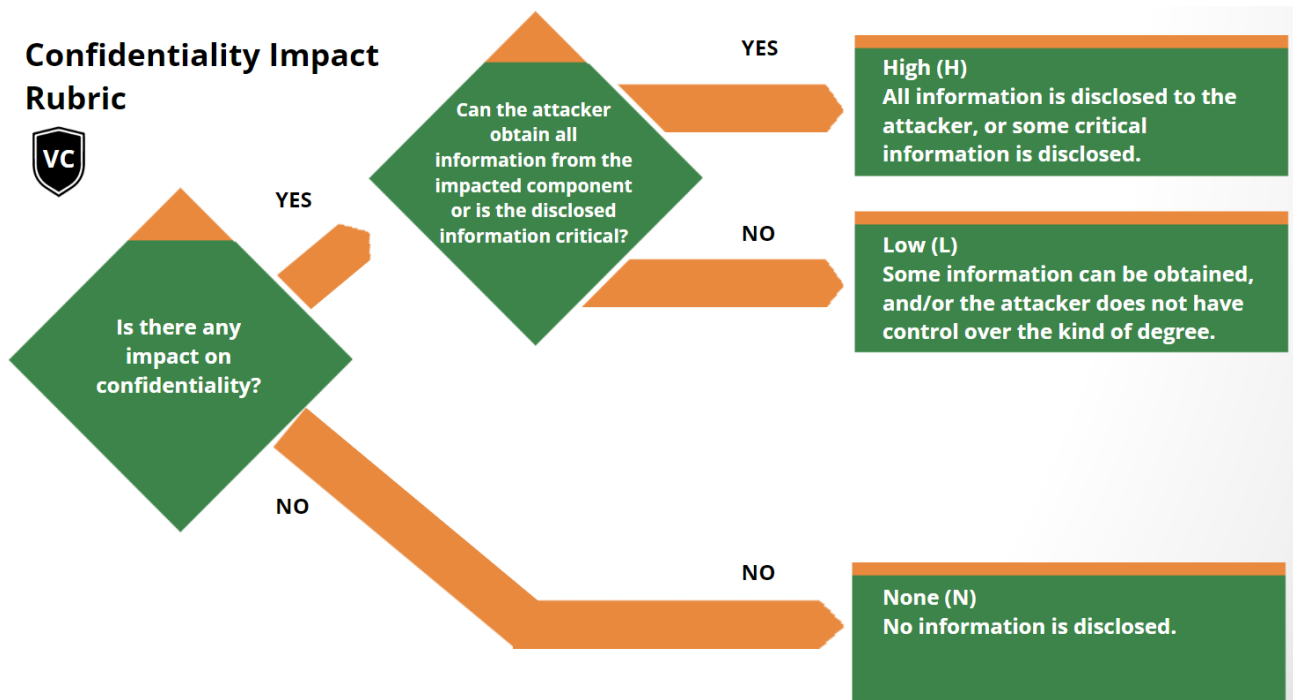 Confidentiality Impact
Rubric
VC
Is there any
impact on
confidentiality?
YES
NO
Can the attacker
obtain all
information from the
impacted component
or is the disclosed
information critical?
YES
High (H)
All information is disclosed to the
attacker, or some critical
information is disclosed.
NO
Low (L)
Some information can be obtained,
and/or the attacker does not have
control over the kind of degree.
NO
None (N)
No information is disclosed.